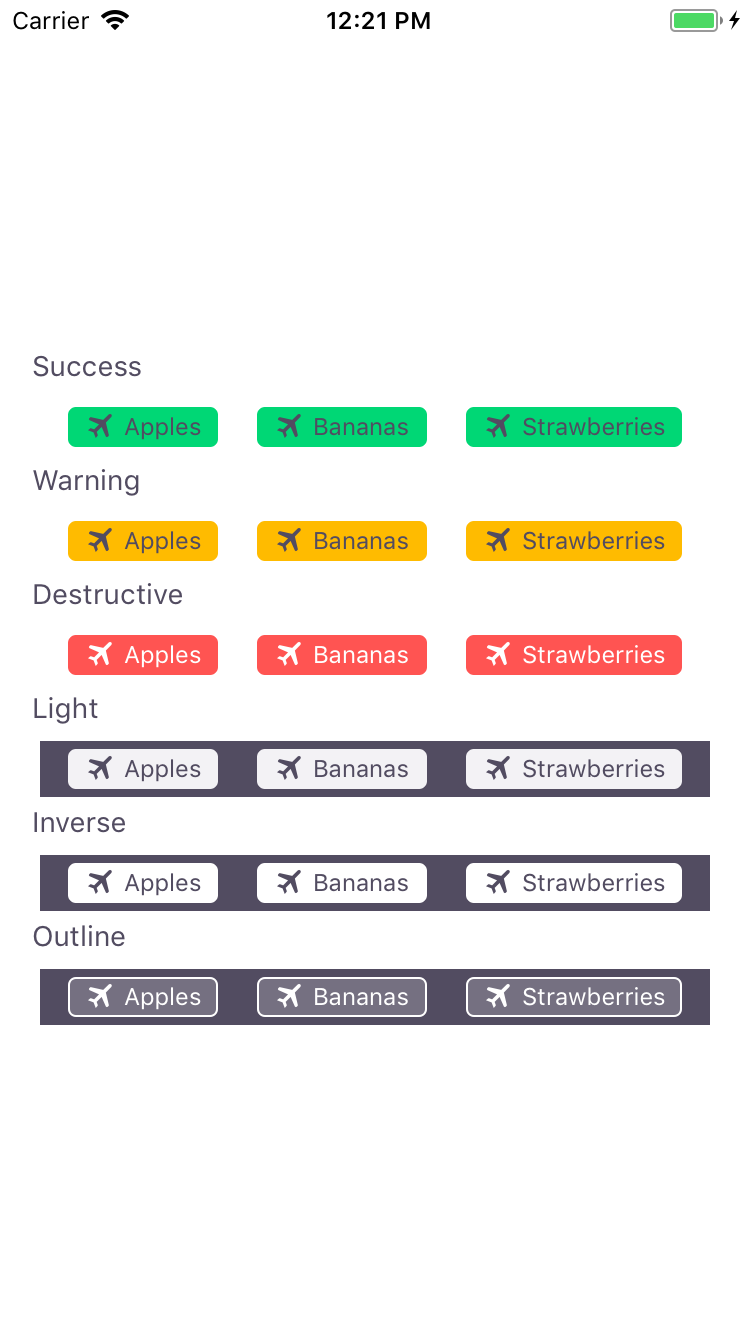 Carrier 12:21 PM
Success
Apples Bananas Strawberries
Warning
Apples Bananas Strawberries
Destructive
Apples Bananas Strawberries
Light
Apples Bananas Strawberries
Inverse
Apples Bananas Strawberries
Outline
Apples Bananas Strawberries